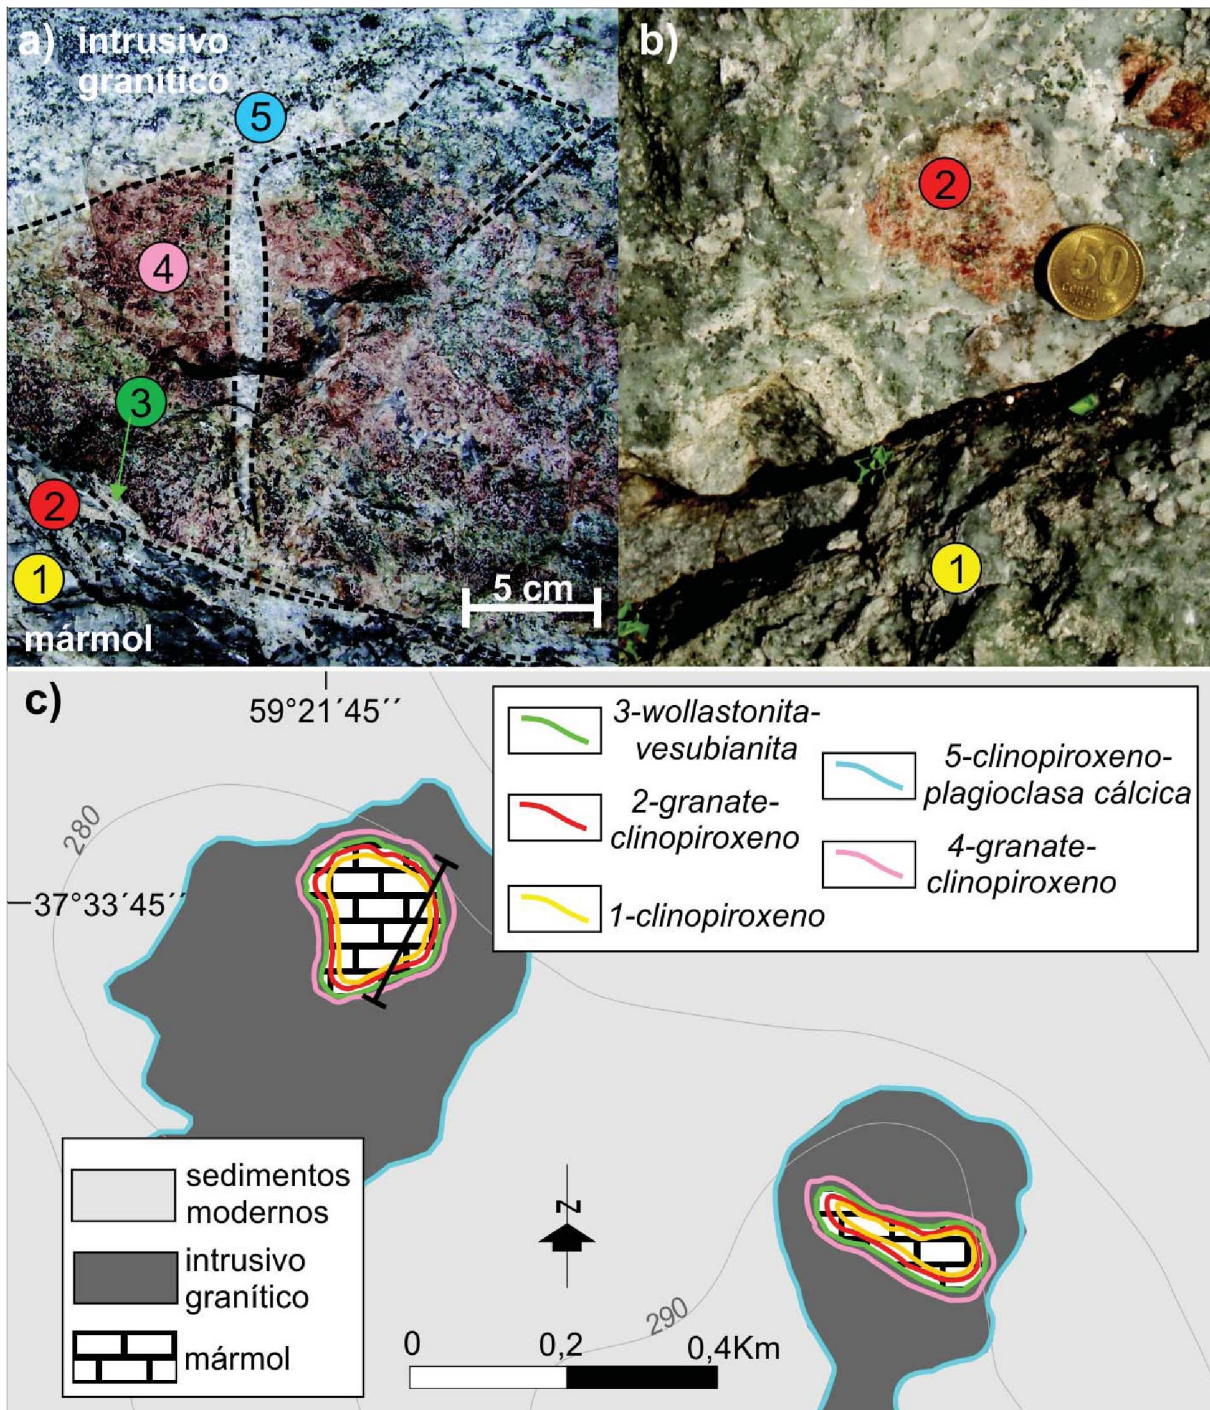 a)
intrusivo
granítico
5
4
3
2
1
mármol
5 cm
b)
2
50
Centavos
1
c)
59°21´45´´
280
37°33´45´´
3-wollastonita-
vesubianita
2-granate-
clinopiroxeno
1-clinopiroxeno
5-clinopiroxeno-
plagioclasa cálcica
4-granate-
clinopiroxeno
sedimentos
modernos
intrusivo
granítico
mármol
N
290
0
0,2
0,4Km